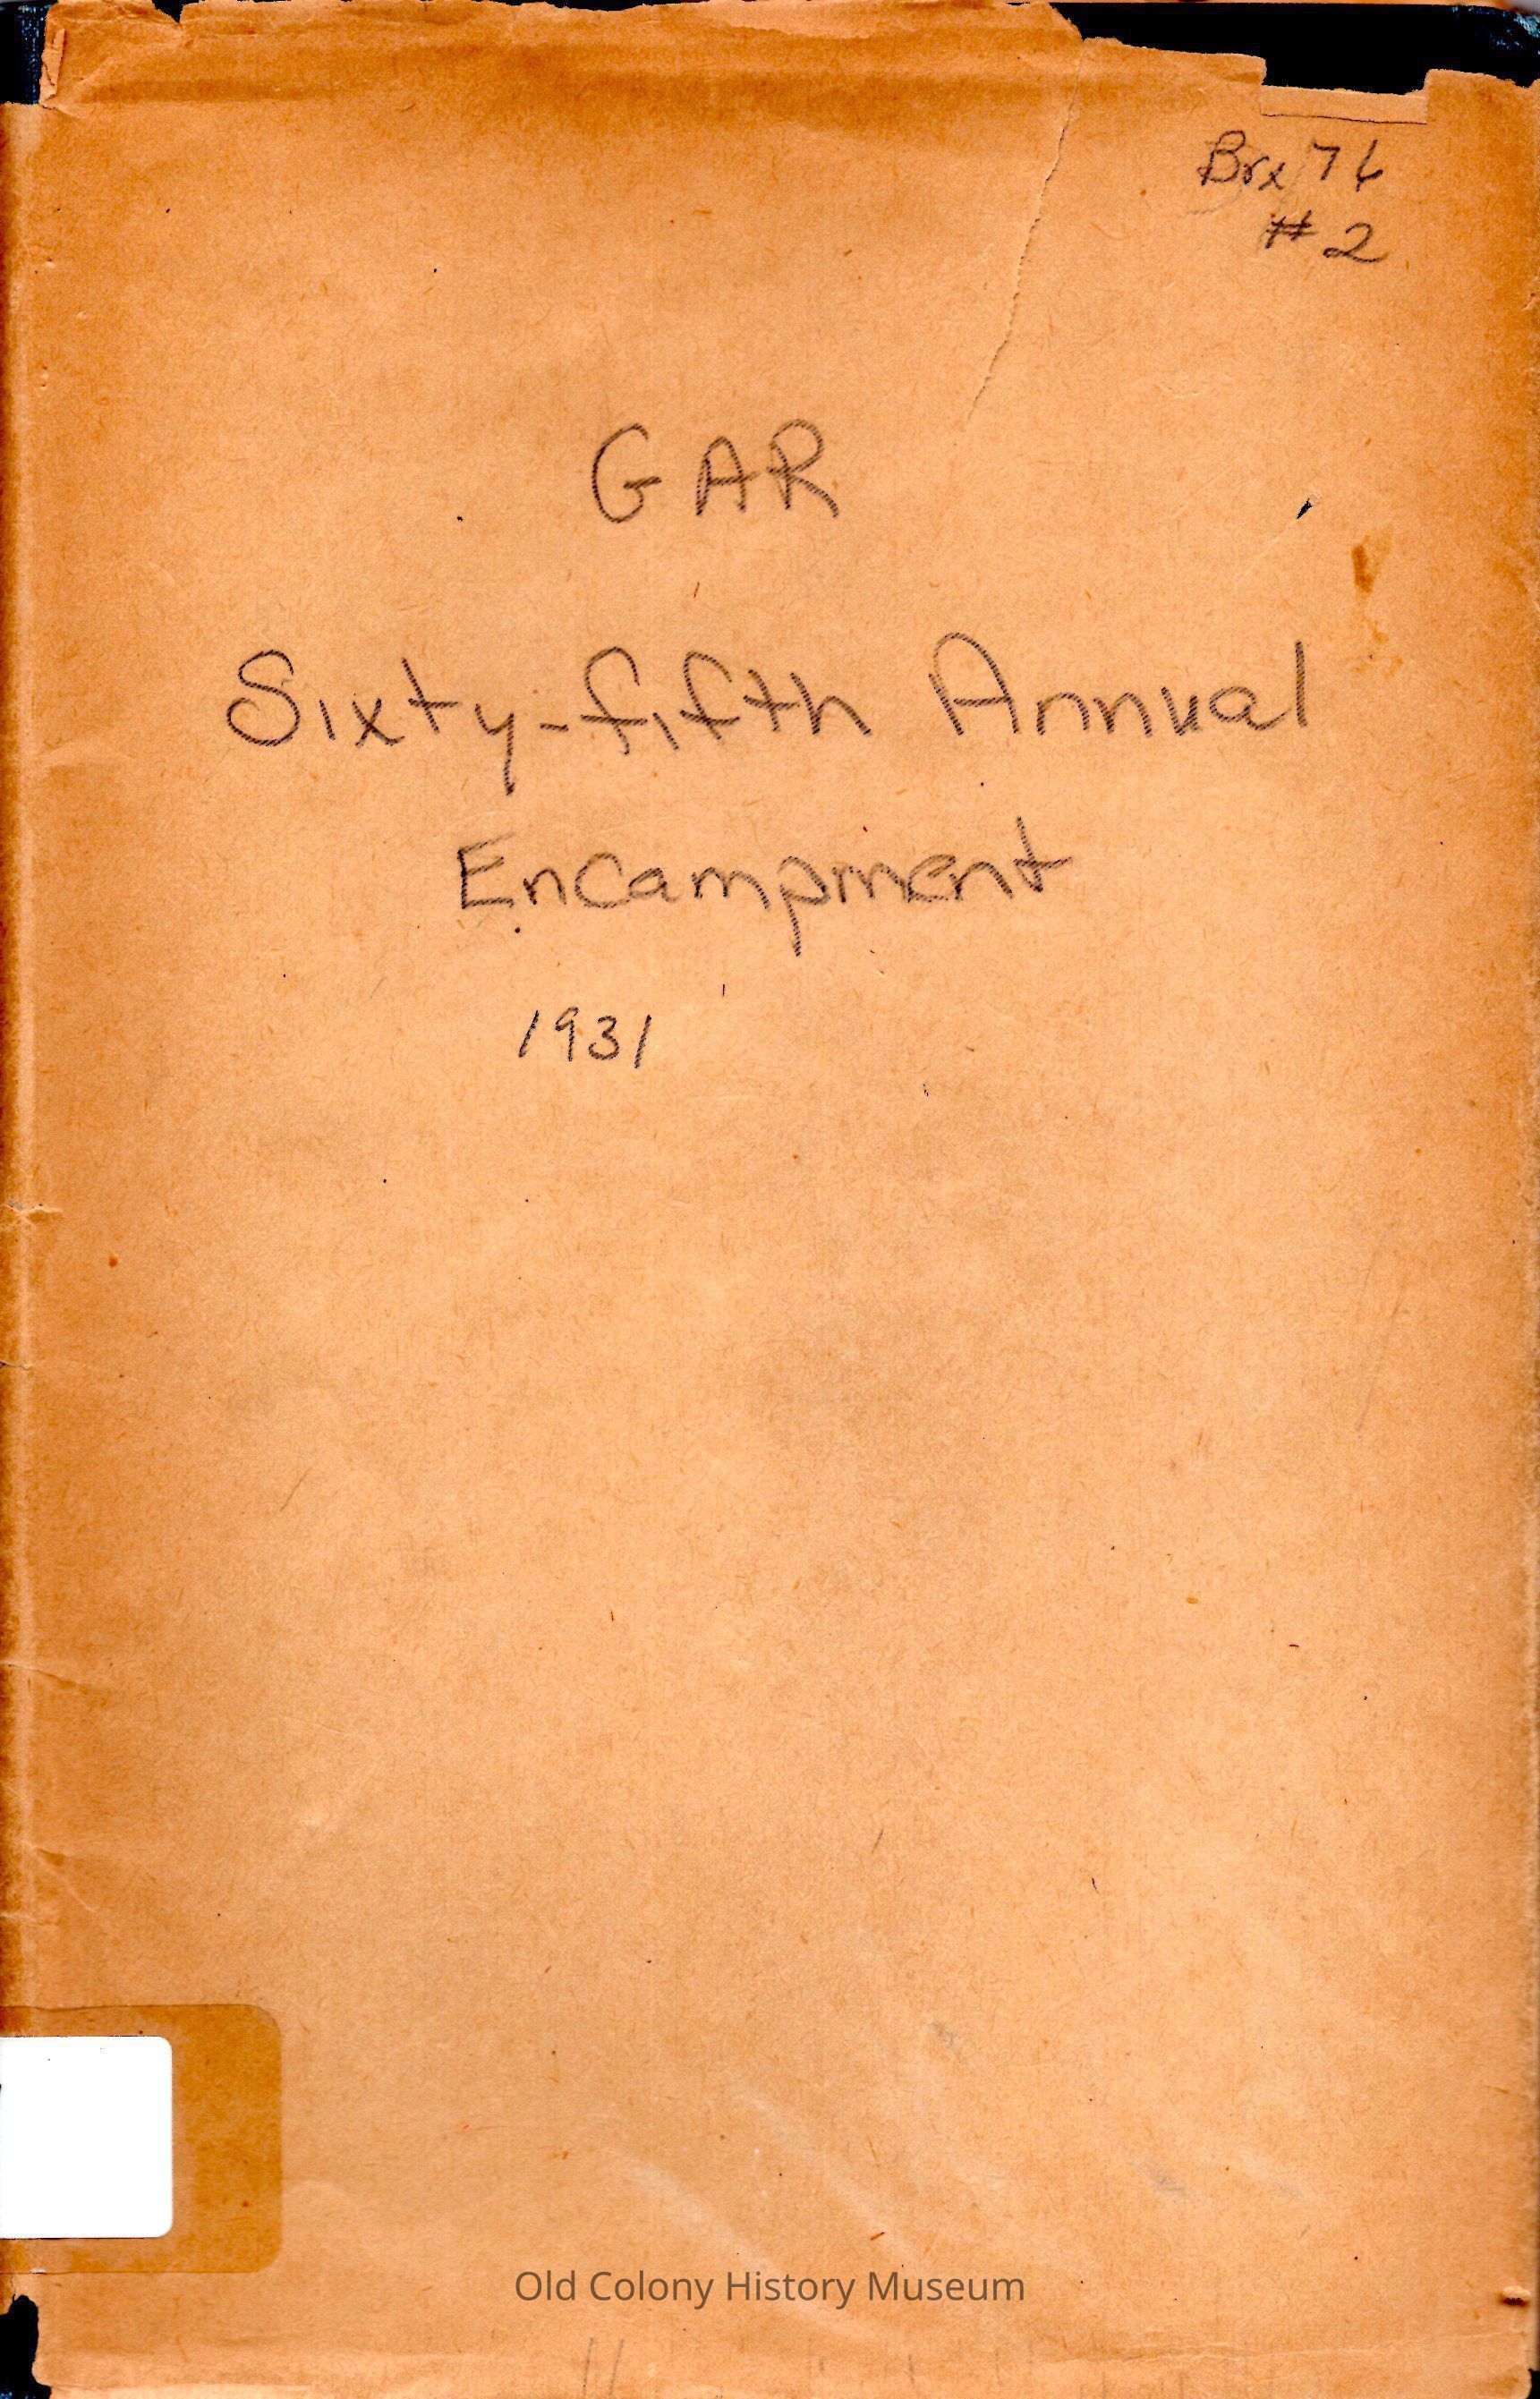 Box 76
# 2
GAR
Sixty-fifth Annual
Encampment
1931
Old Colony History Museum